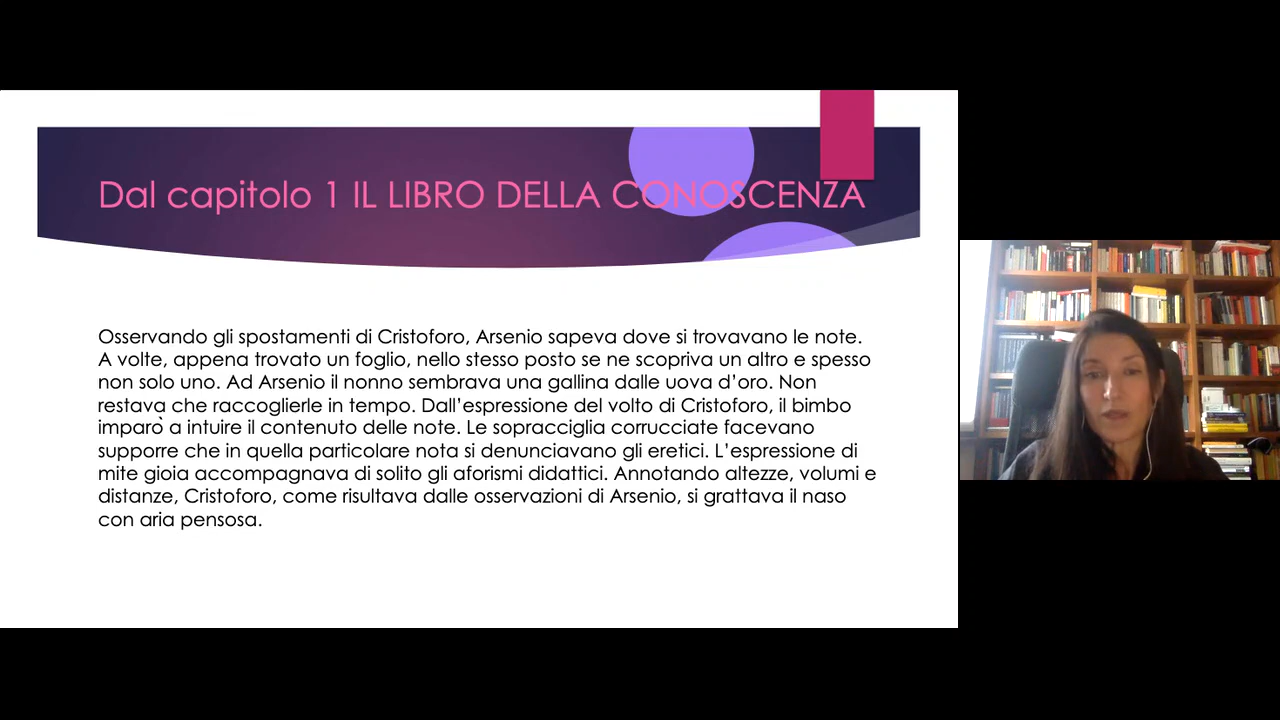 Dal capitolo 1 IL LIBRO DELLA CONOSCENZA
Osservando gli spostamenti di Cristoforo, Arsenio sapeva dove si trovavano le note.
A volte, appena trovato un foglio, nello stesso posto se ne scopriva un altro e spesso
non solo uno. Ad Arsenio il nonno sembrava una gallina dalle uova d’oro. Non
restava che raccoglierle in tempo. Dall’espressione del volto di Cristoforo, il bimbo
imparò a intuire il contenuto delle note. Le sopracciglia corrucciate facevano
supporre che in quella particolare nota si denunciavano gli eretici. L’espressione di
mite gioia accompagnava di solito gli aforismi didattici. Annotando altezze, volumi e
distanze, Cristoforo, come risultava dalle osservazioni di Arsenio, si grattava il naso
con aria pensosa.